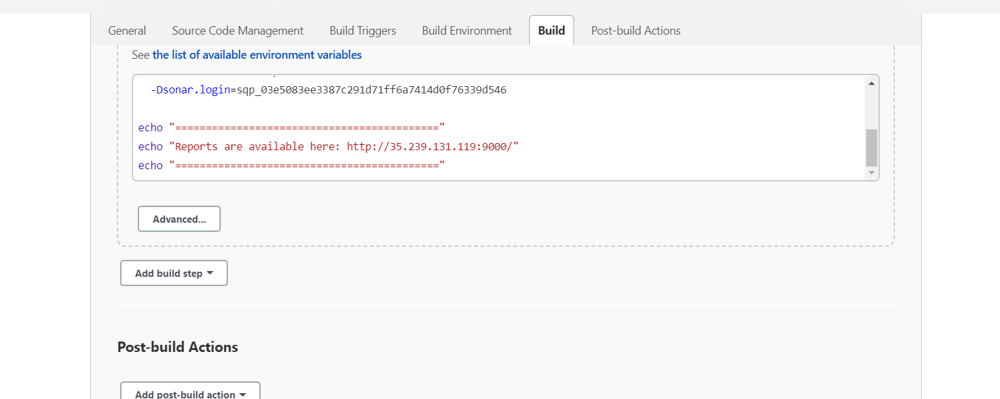 General Source Code Management Build Triggers Build Environment Build Post-build Actions
See the list of available environment variables
-Dsonar.login=sqp_03e5083ee3387c291d71ff6a7414d0f76339d546
echo "==========================================="
echo "Reports are available here: http://35.239.131.119:9000/"
echo "==========================================="
Advanced...
Add build step
Post-build Actions
Add post-build action